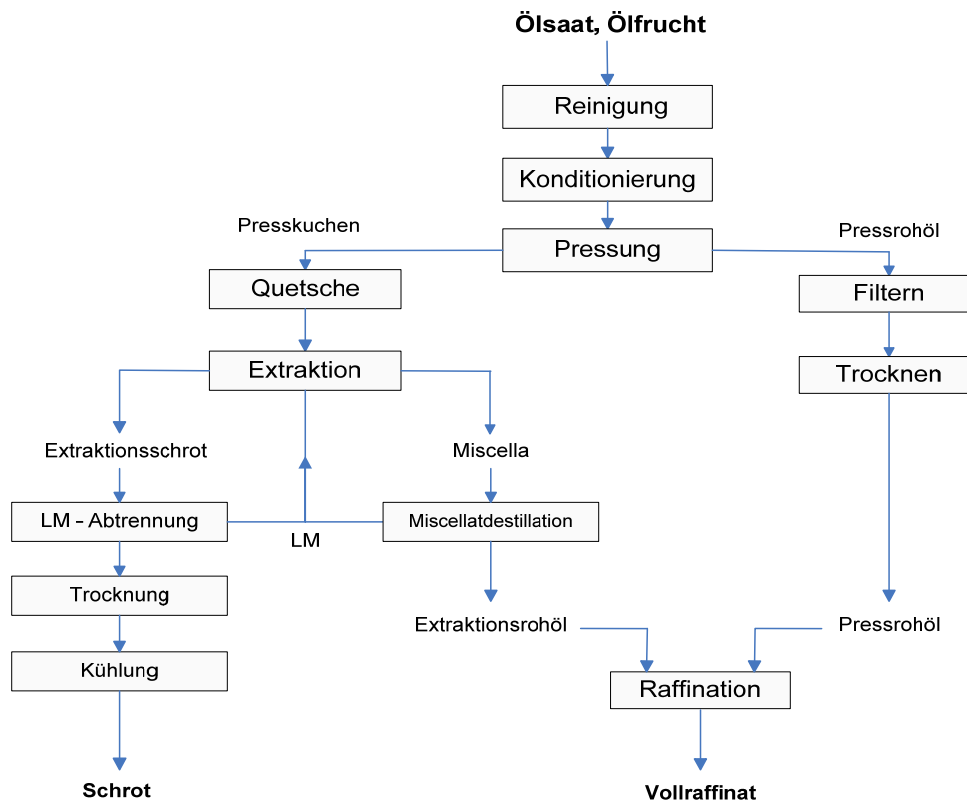 Ölsaat, Ölfrucht
Reinigung
Konditionierung
Presskuchen
Pressung
Pressrohöl
Quetsche
Filtern
Extraktion
Trocknen
Extraktionsschrot
Miscella
LM - Abtrennung
LM
Miscellatdestillation
Trocknung
Extraktionsrohöl
Pressrohöl
Kühlung
Raffination
Schrot
Vollraffinat